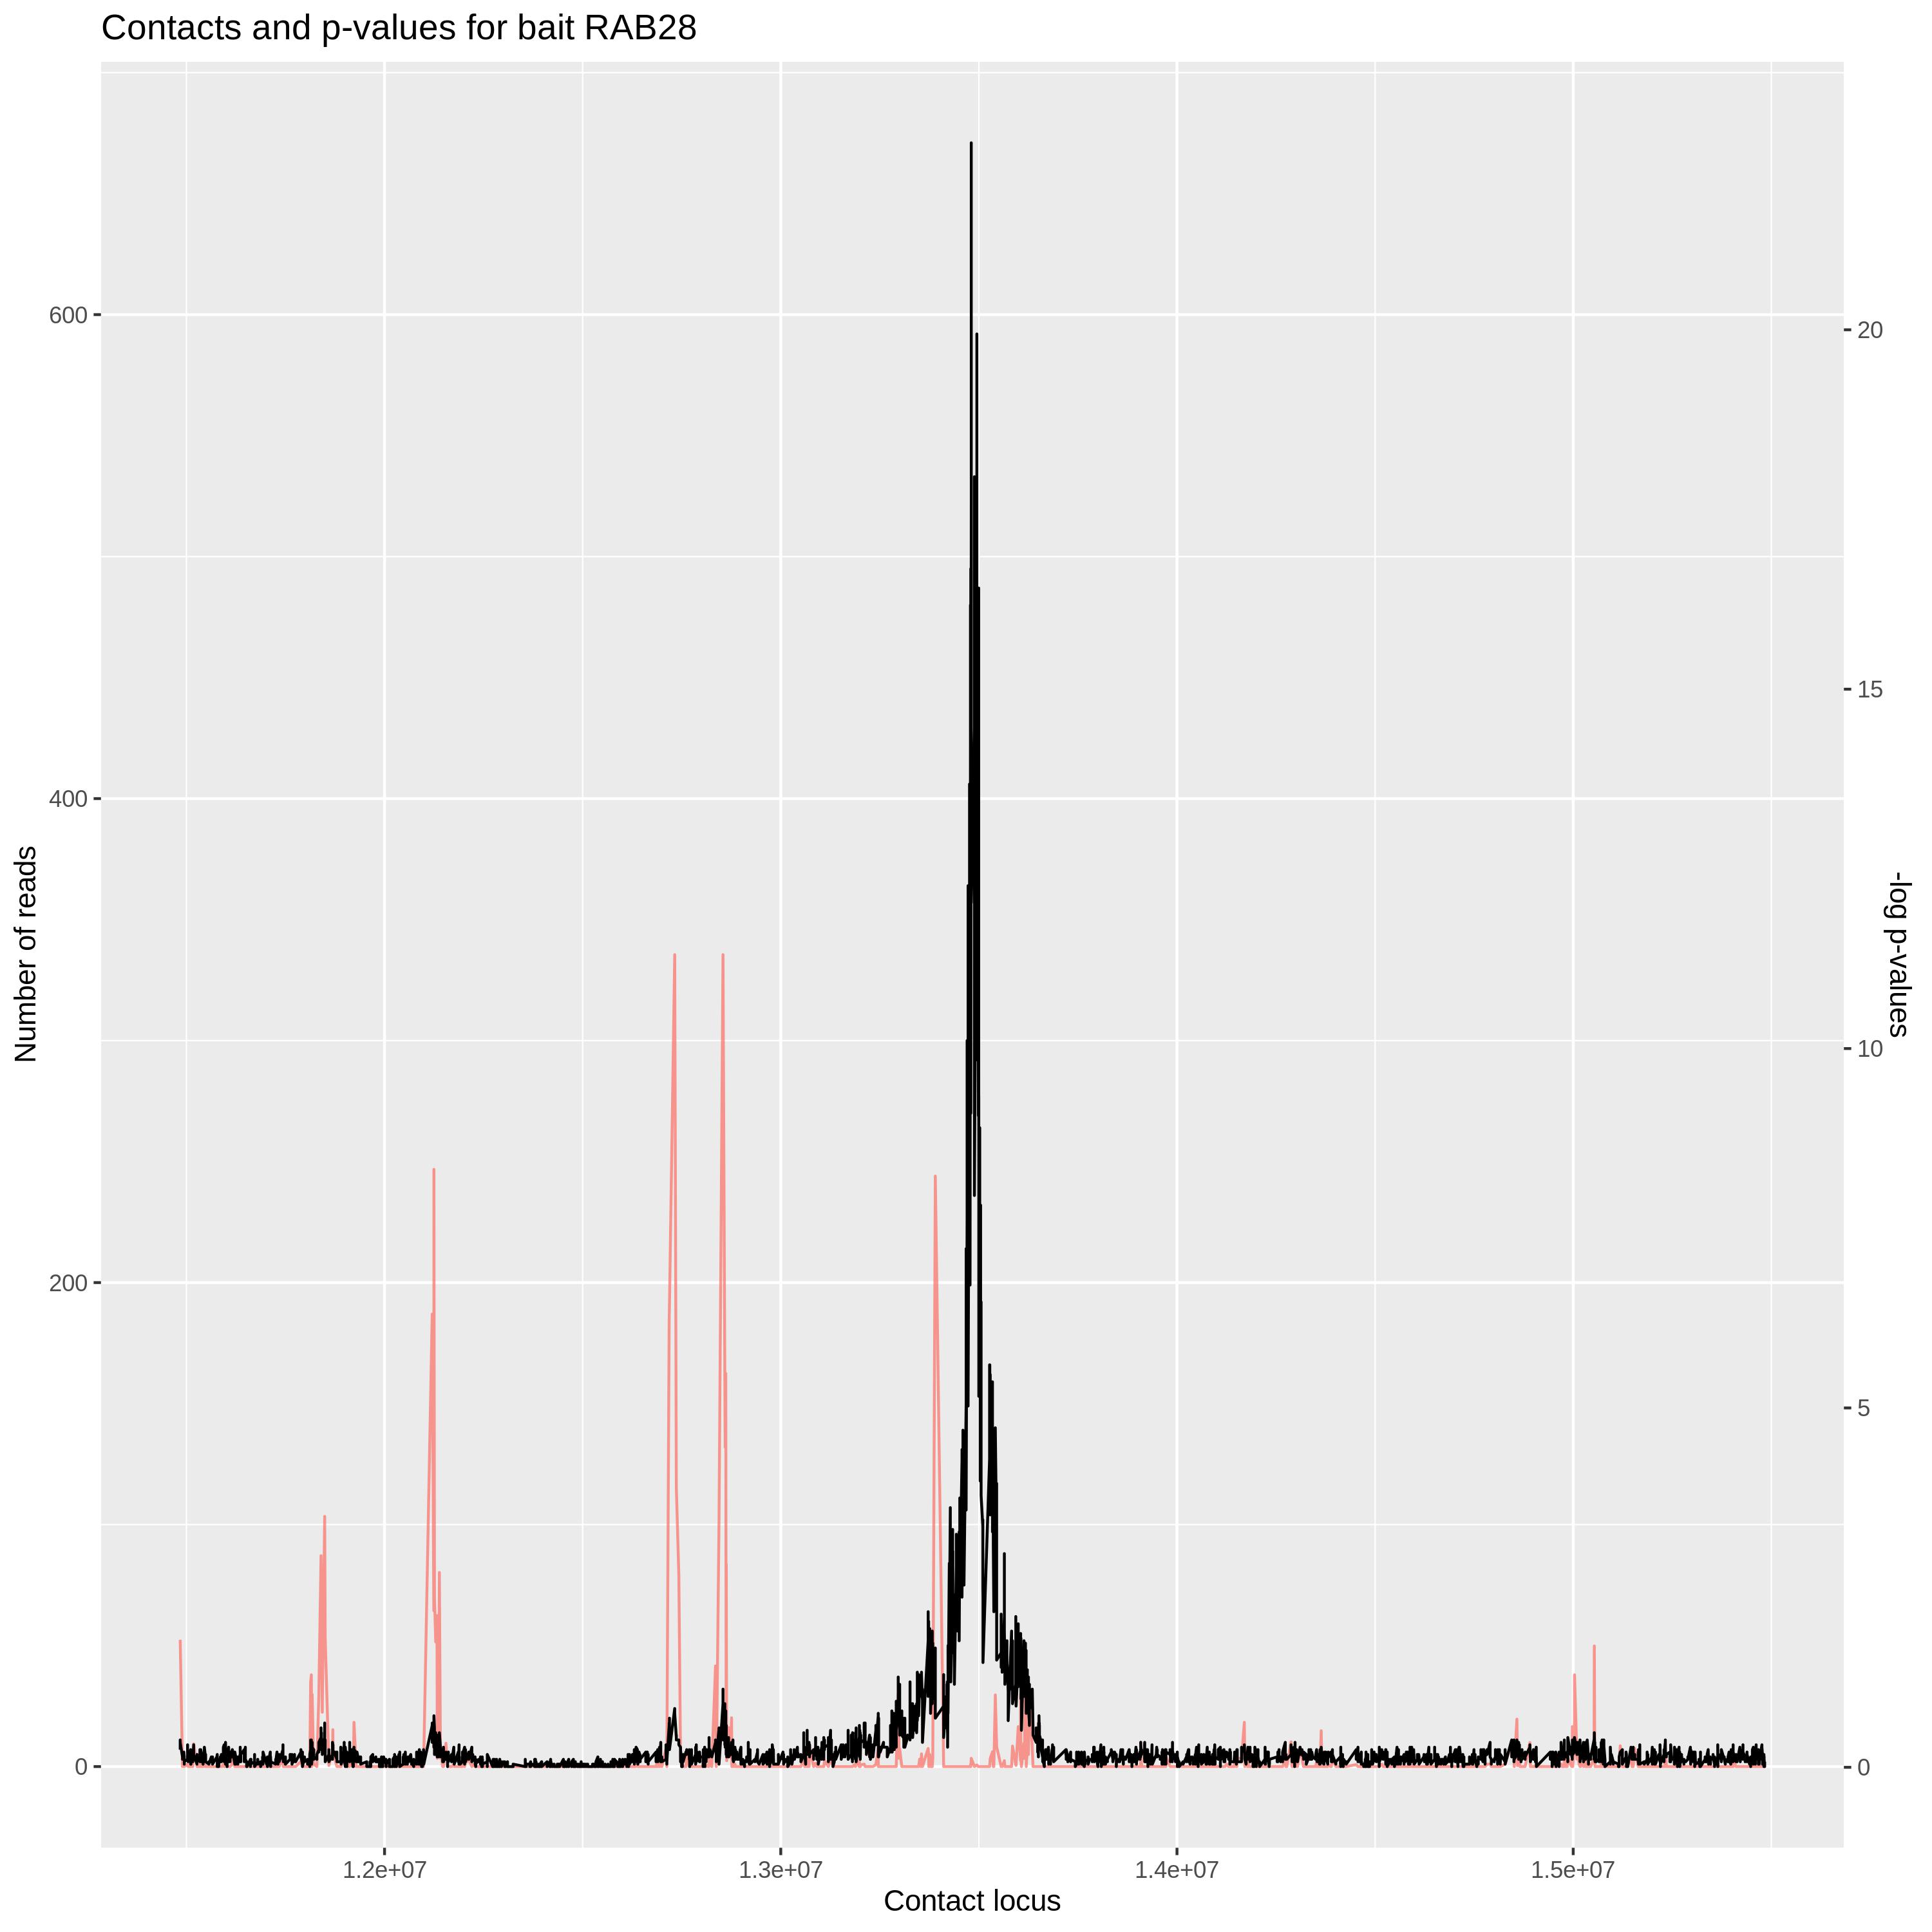 Contacts and p-values for bait RAB28
Number of reads
600
400
200
0
20
15
10
5
0
-log p-values
1.2e+07
1.3e+07
1.4e+07
1.5e+07
Contact locus